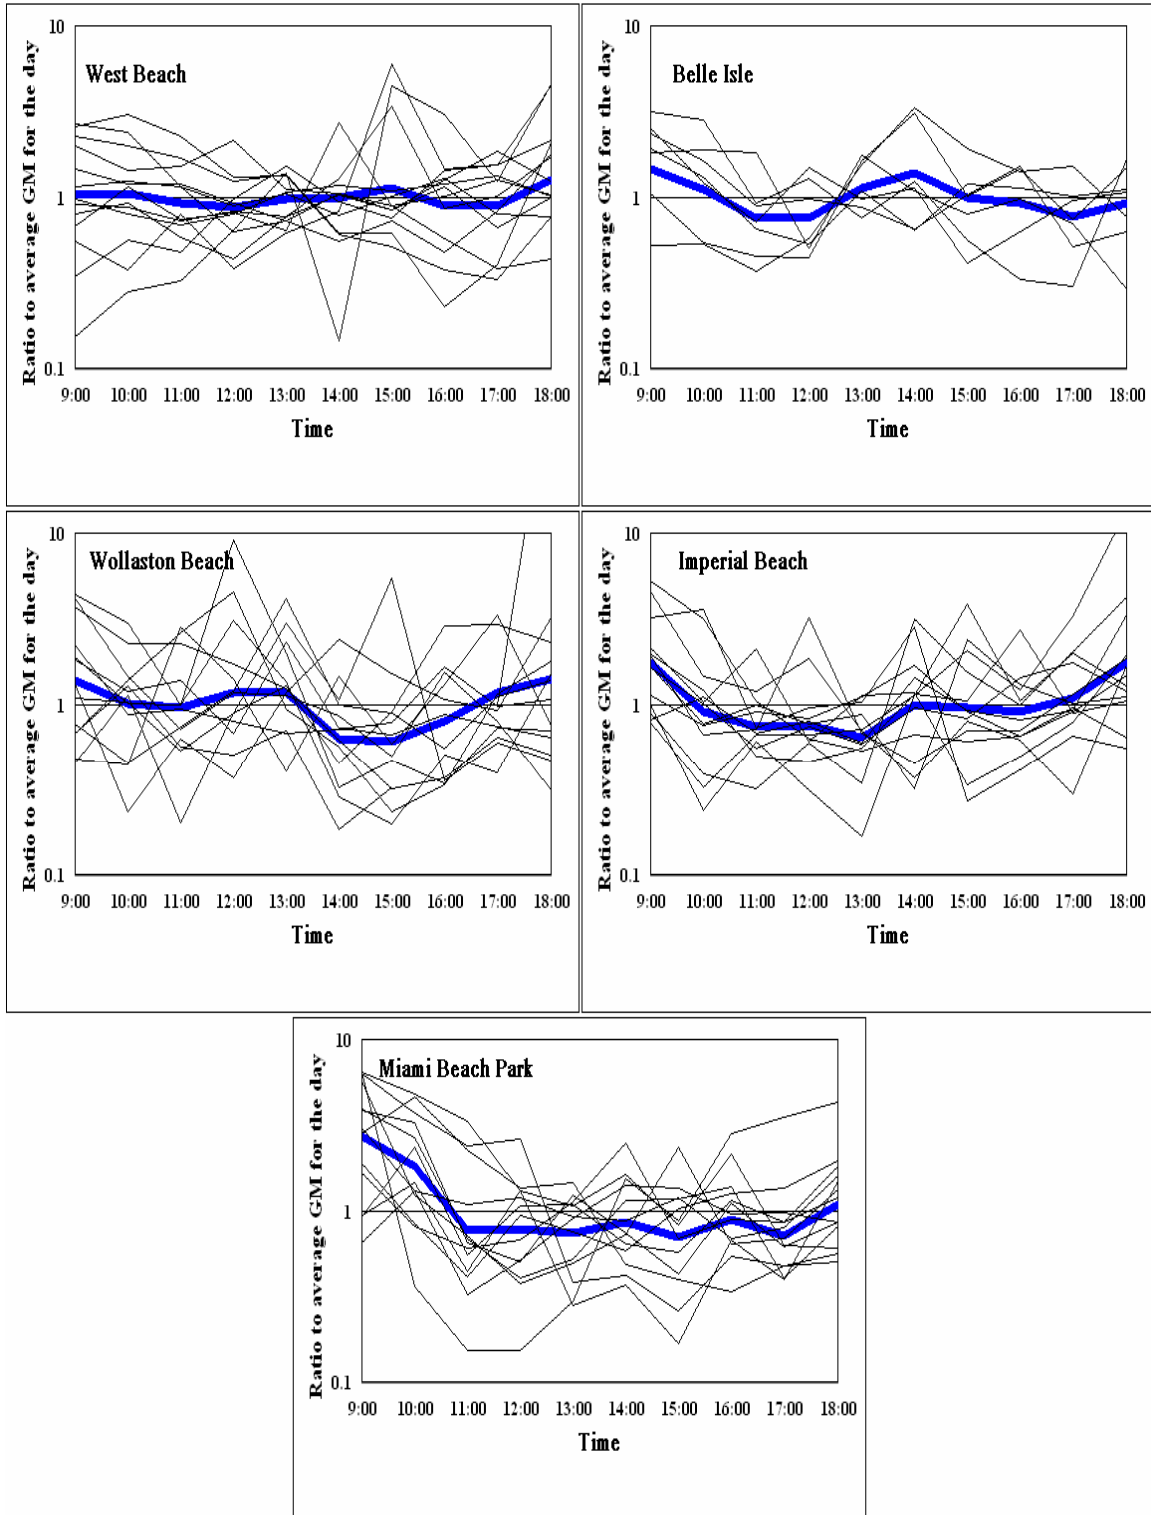 West Beach
Ratio to average GM for the day
10
1
0.1
9:00 10:00 11:00 12:00 13:00 14:00 15:00 16:00 17:00 18:00
Time
Belle Isle
Ratio to average GM for the day
10
1
0.1
9:00 10:00 11:00 12:00 13:00 14:00 15:00 16:00 17:00 18:00
Time
Wollaston Beach
Ratio to average GM for the day
10
1
0.1
9:00 10:00 11:00 12:00 13:00 14:00 15:00 16:00 17:00 18:00
Time
Imperial Beach
Ratio to average GM for the day
10
1
0.1
9:00 10:00 11:00 12:00 13:00 14:00 15:00 16:00 17:00 18:00
Time
Miami Beach Park
Ratio to average GM for the day
10
1
0.1
9:00 10:00 11:00 12:00 13:00 14:00 15:00 16:00 17:00 18:00
Time